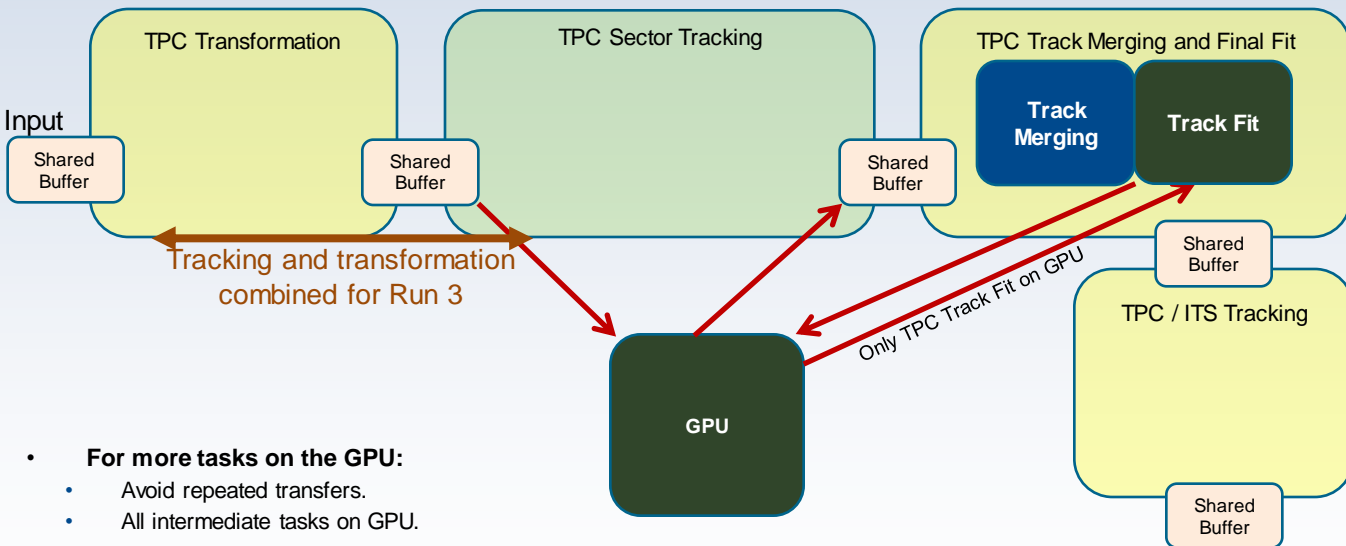 TPC Transformation
TPC Sector Tracking
TPC Track Merging and Final Fit
Track
Merging
Track Fit
Input
Shared
Buffer
Shared
Buffer
Shared
Buffer
Tracking and transformation
combined for Run 3
Shared
Buffer
Only TPC Track Fit on GPU
TPC / ITS Tracking
GPU
• For more tasks on the GPU:
• Avoid repeated transfers.
• All intermediate tasks on GPU.
Shared
Buffer